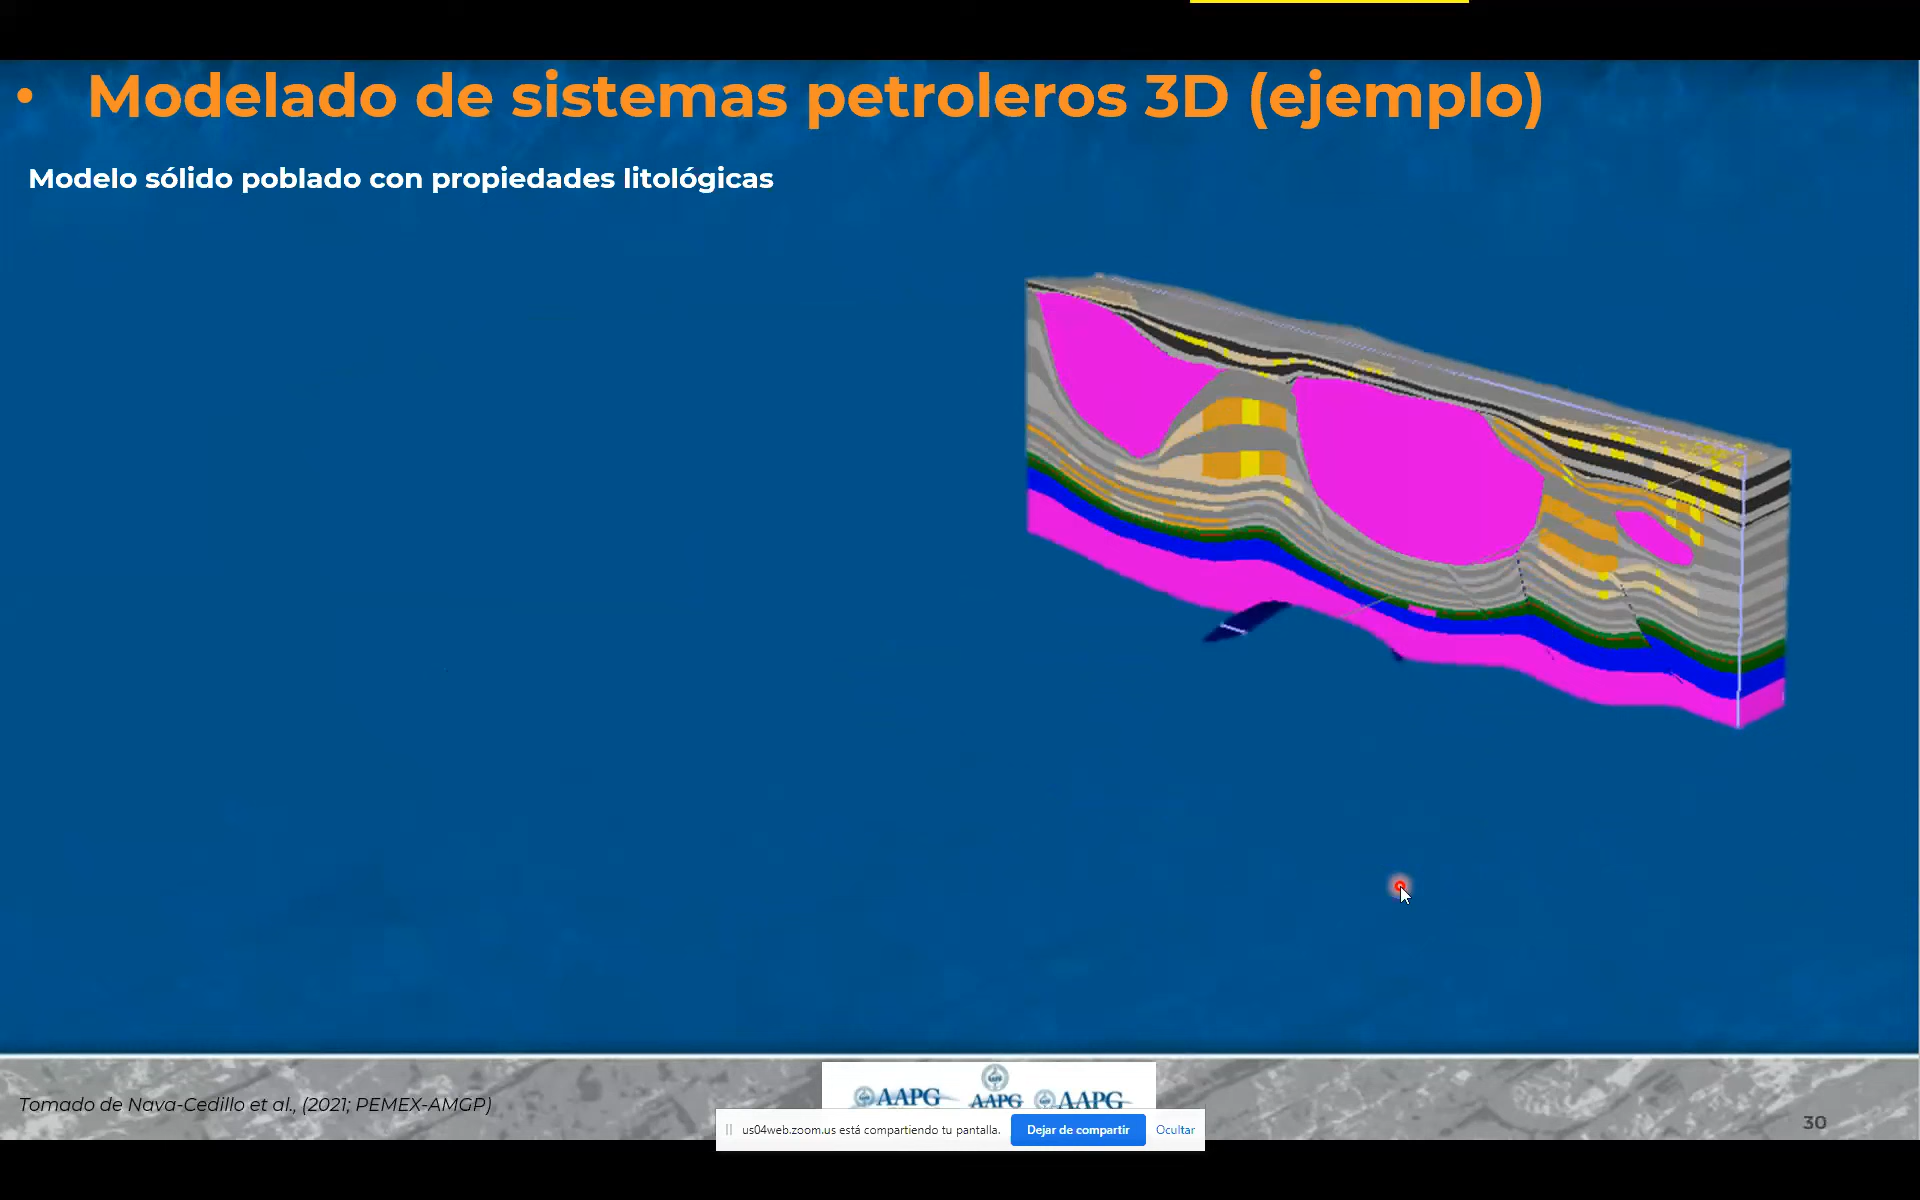 • Modelado de sistemas petroleros 3D (ejemplo)
Modelo sólido poblado con propiedades litológicas
Tomado de Nava-Cedillo et al., (2021; PEMEX-AMGP)
AAPG AAPG AAPG
us04web.zoom.us está compartiendo tu pantalla. Dejar de compartir Ocultar
30